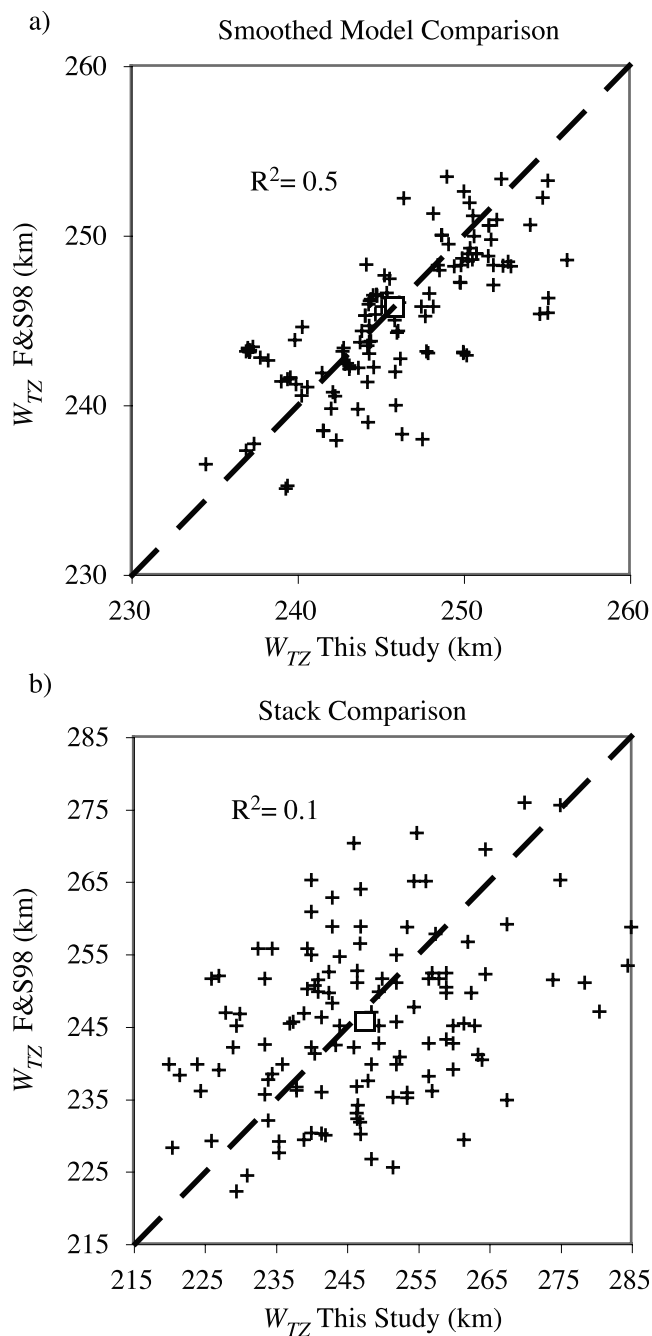 a)
Smoothed Model Comparison
260
250
240
230
R²= 0.5
W_TZ F&S98 (km)
230 240 250 260
W_TZ This Study (km)
b)
Stack Comparison
285
275
265
255
245
235
225
215
R²= 0.1
W_TZ F&S98 (km)
215 225 235 245 255 265 275 285
W_TZ This Study (km)